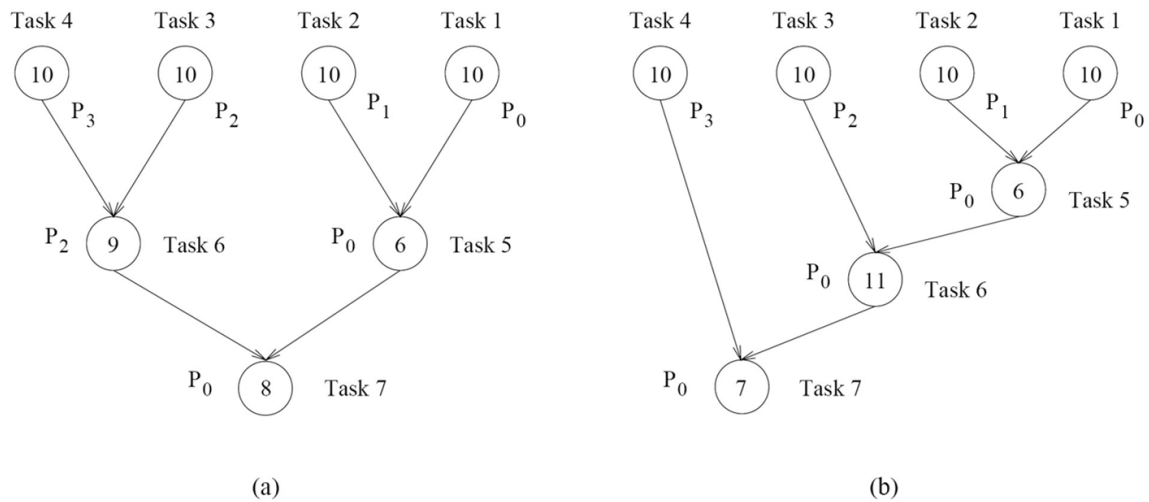 Task 4 Task 3 Task 2 Task 1
10 10 10 10
P3 P2 P1 P0
P2 9 Task 6 P0 6 Task 5
P0 8 Task 7
(a)
Task 4 Task 3 Task 2 Task 1
10 10 10 10
P3 P2 P1 P0
P0 6 Task 5
P0 11 Task 6
P0 7 Task 7
(b)